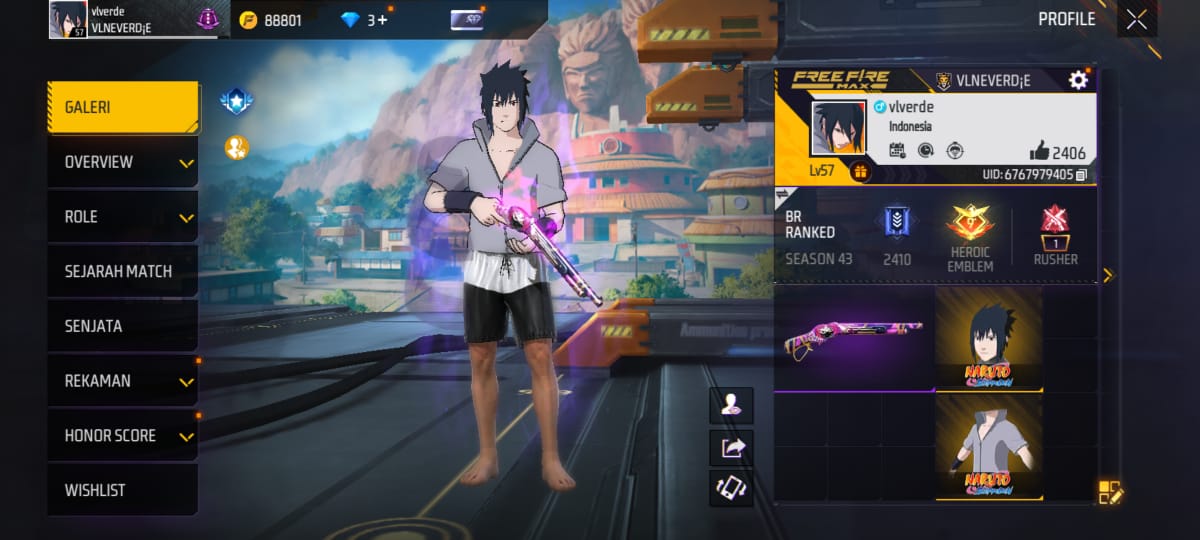 vlverde
57
VLNEVERD¡E
88801
3+
PROFILE
GALERI
OVERVIEW
ROLE
SEJARAH MATCH
SENJATA
REKAMAN
HONOR SCORE
WISHLIST
FREE FIRE
MAX
VLNEVERD¡E
vlverde
Indonesia
2406
Lv57
UID:6767979405
BR
RANKED
SEASON 43
2410
HEROIC
EMBLEM
1
RUSHER
NARUTO
NARUTO